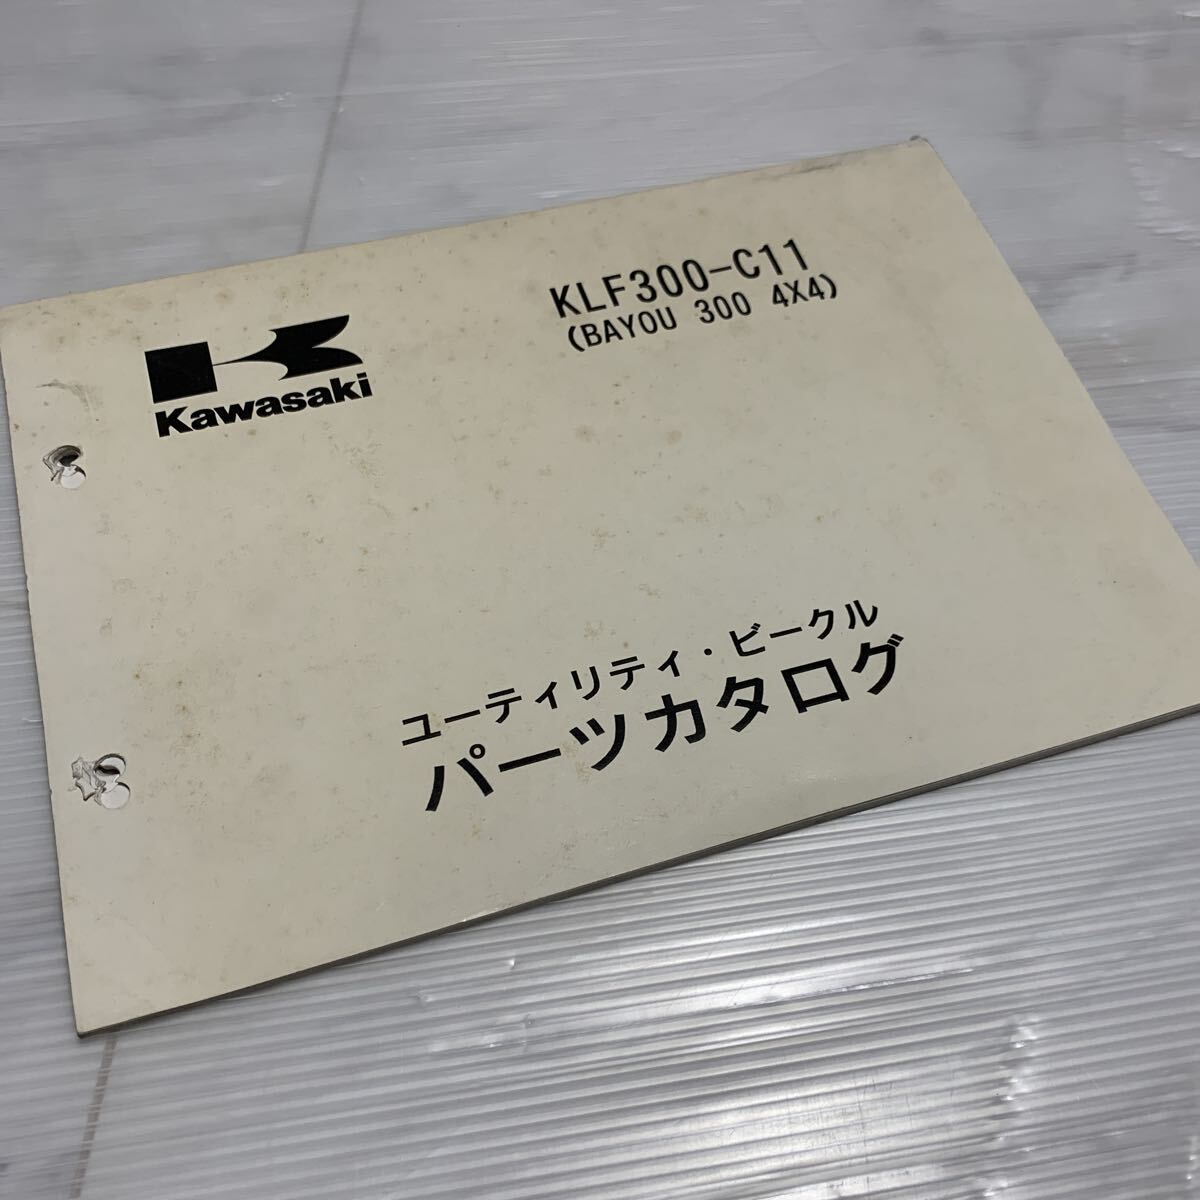 KLF300-C11
(BAYOU 300 4X4)
Kawasaki
ユーティリティ・ビークル
パーツカタログ